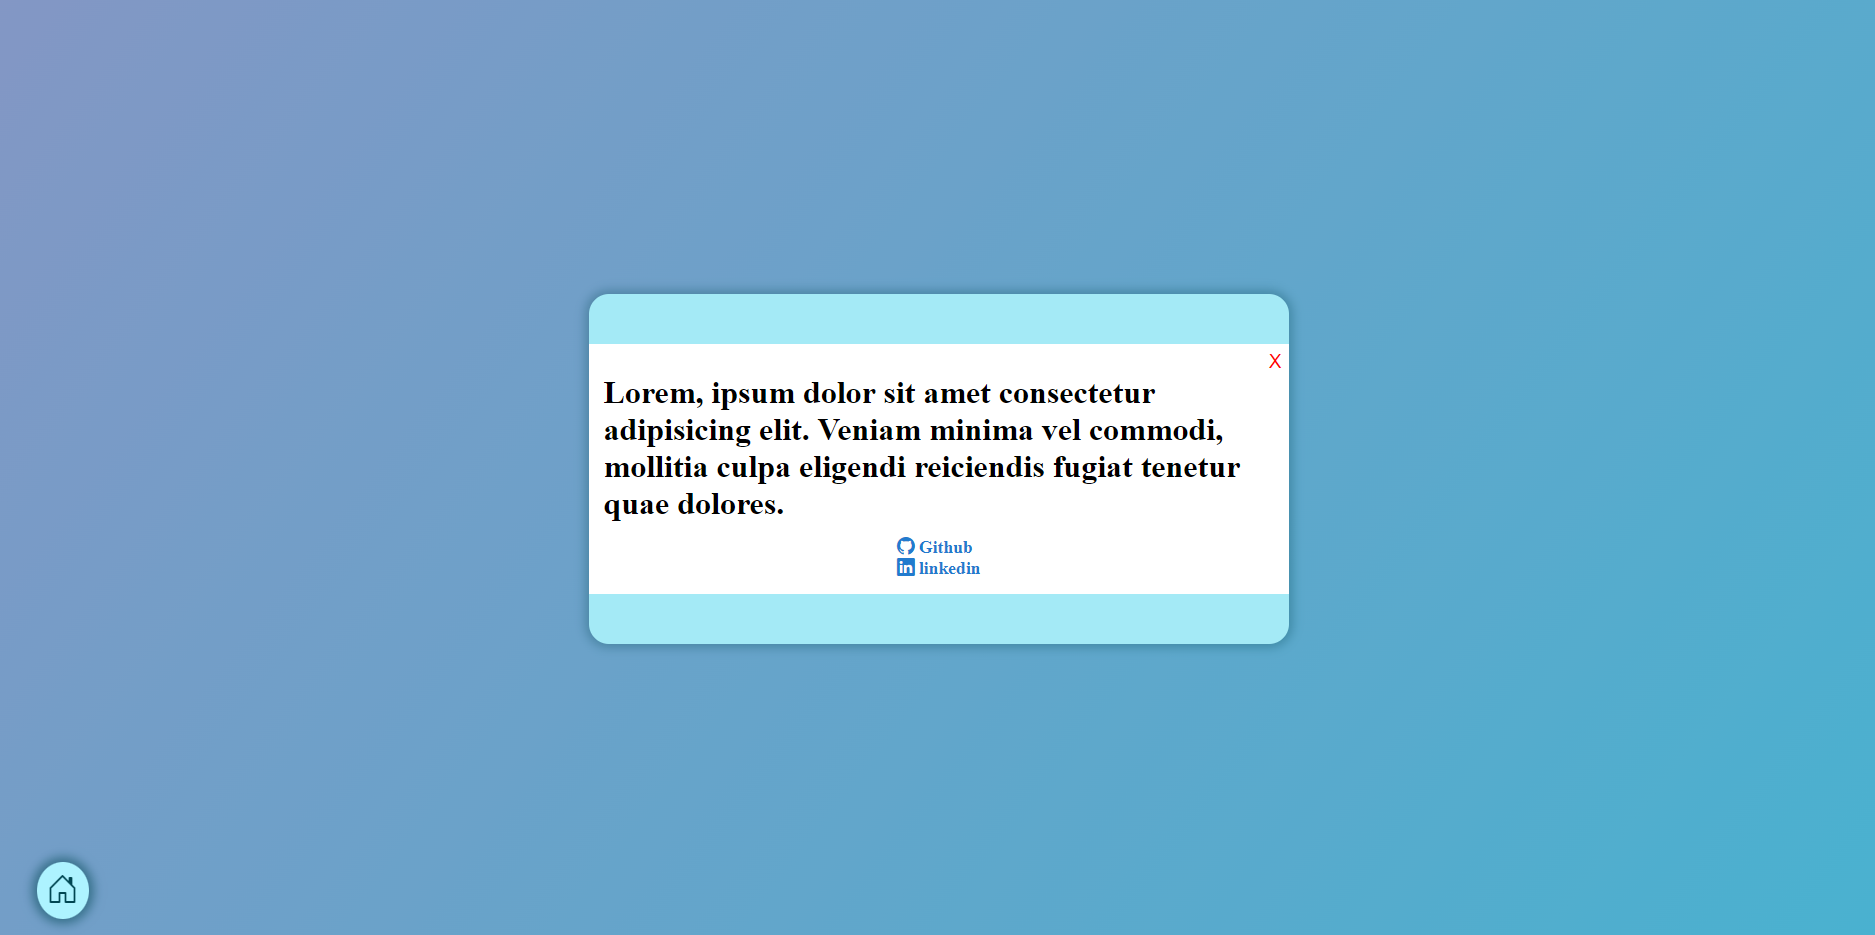 X
Lorem, ipsum dolor sit amet consectetur
adipisicing elit. Veniam minima vel commodi,
mollitia culpa eligendi reiciendis fugiat tenetur
quae dolores.
Github
in linkedin